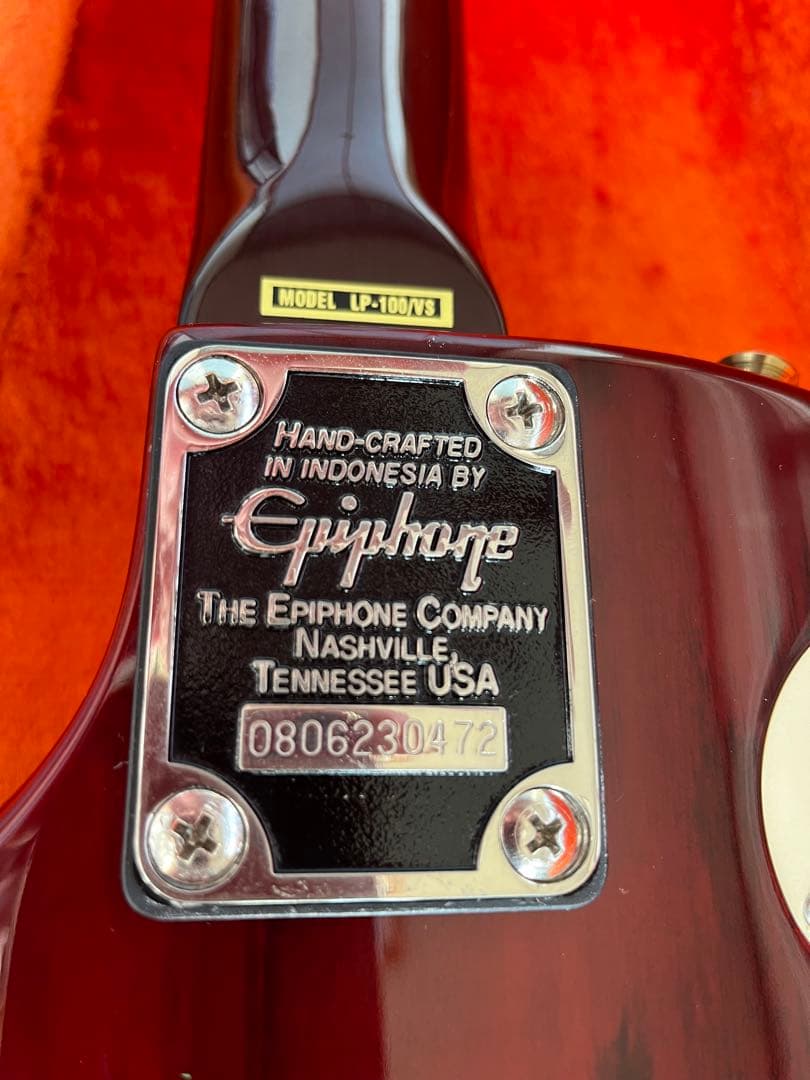 MODEL LP-100/VS
HAND-CRAFTED
IN INDONESIA BY
Epiphone
THE EPIPHONE COMPANY
NASHVILLE,
TENNESSEE USA
0806230472